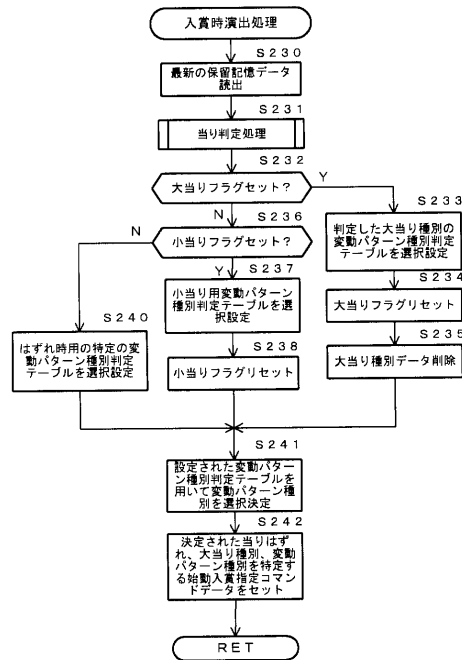 入賞時演出処理
S230
最新の保留記憶データ
読出
S231
当り判定処理
S232
大当りフラグセット?
Y
S233
判定した大当り種別の
変動パターン種別判定
テーブルを選択設定
S234
大当りフラグリセット
S235
大当り種別データ削除
N
S236
小当りフラグセット?
N
Y
S237
小当り用変動パターン
種別判定テーブルを選
択設定
S238
小当りフラグリセット
S240
はずれ時用の特定の変
動パターン種別判定
テーブルを選択設定
S241
設定された変動パター
ン種別判定テーブルを
用いて変動パターン種
別を選択決定
S242
決定された当りはず
れ、大当り種別、変動
パターン種別を特定す
る始動入賞指定コマン
ドデータをセット
RET